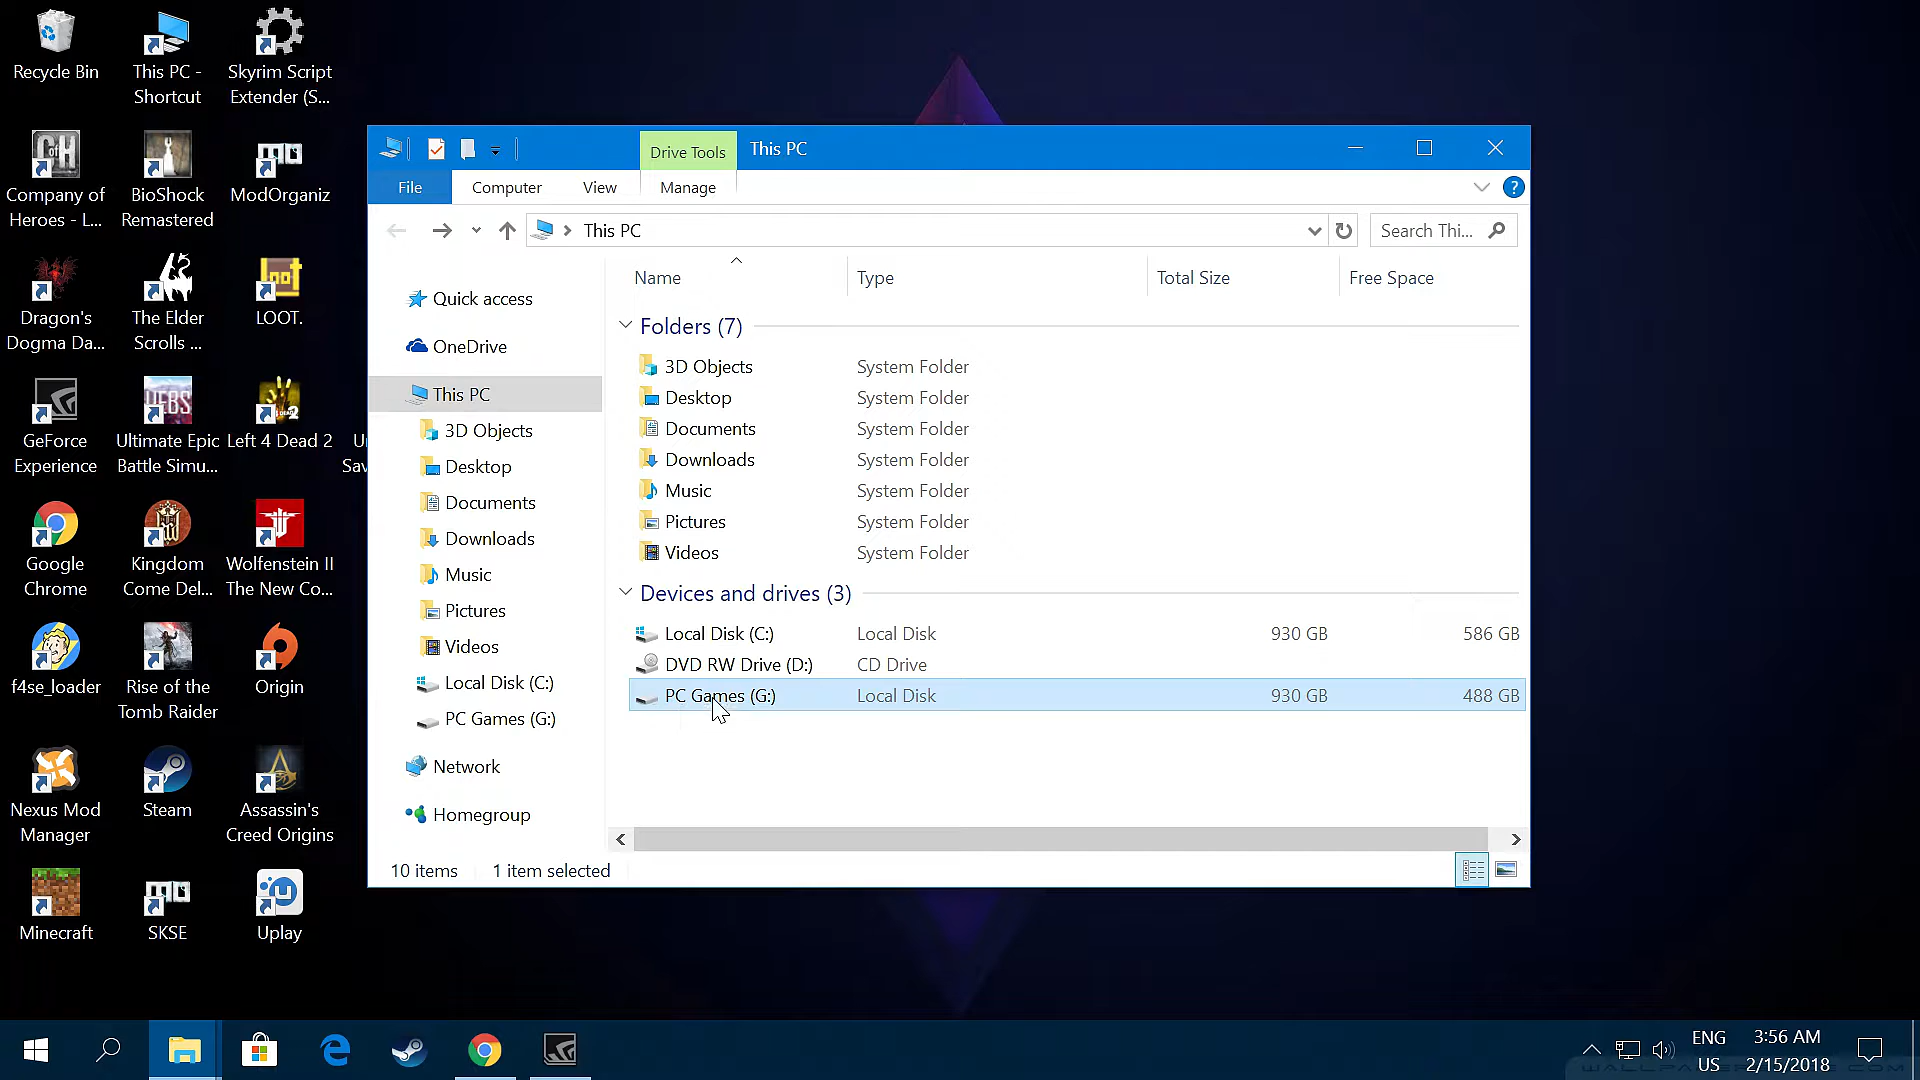 Recycle Bin
This PC -
Shortcut
Skyrim Script
Extender (S...
Company of
Heroes - L...
BioShock
Remastered
ModOrganiz
Dragon's
Dogma Da...
The Elder
Scrolls ...
LOOT.
GeForce
Experience
Ultimate Epic
Battle Simu...
Left 4 Dead 2
Google
Chrome
Kingdom
Come Del...
Wolfenstein II
The New Co...
f4se_loader
Rise of the
Tomb Raider
Origin
Nexus Mod
Manager
Steam
Assassin's
Creed Origins
Minecraft
SKSE
Uplay
Drive Tools
This PC
File
Computer
View
Manage
This PC
Search Thi...
Quick access
OneDrive
This PC
3D Objects
Desktop
Documents
Downloads
Music
Pictures
Videos
Local Disk (C:)
PC Games (G:)
Network
Homegroup
Name
Type
Total Size
Free Space
Folders (7)
3D Objects System Folder
Desktop System Folder
Documents System Folder
Downloads System Folder
Music System Folder
Pictures System Folder
Videos System Folder
Devices and drives (3)
Local Disk (C:) Local Disk 930 GB 586 GB
DVD RW Drive (D:) CD Drive
PC Games (G:) Local Disk 930 GB 488 GB
10 items
1 item selected
ENG
US
3:56 AM
2/15/2018